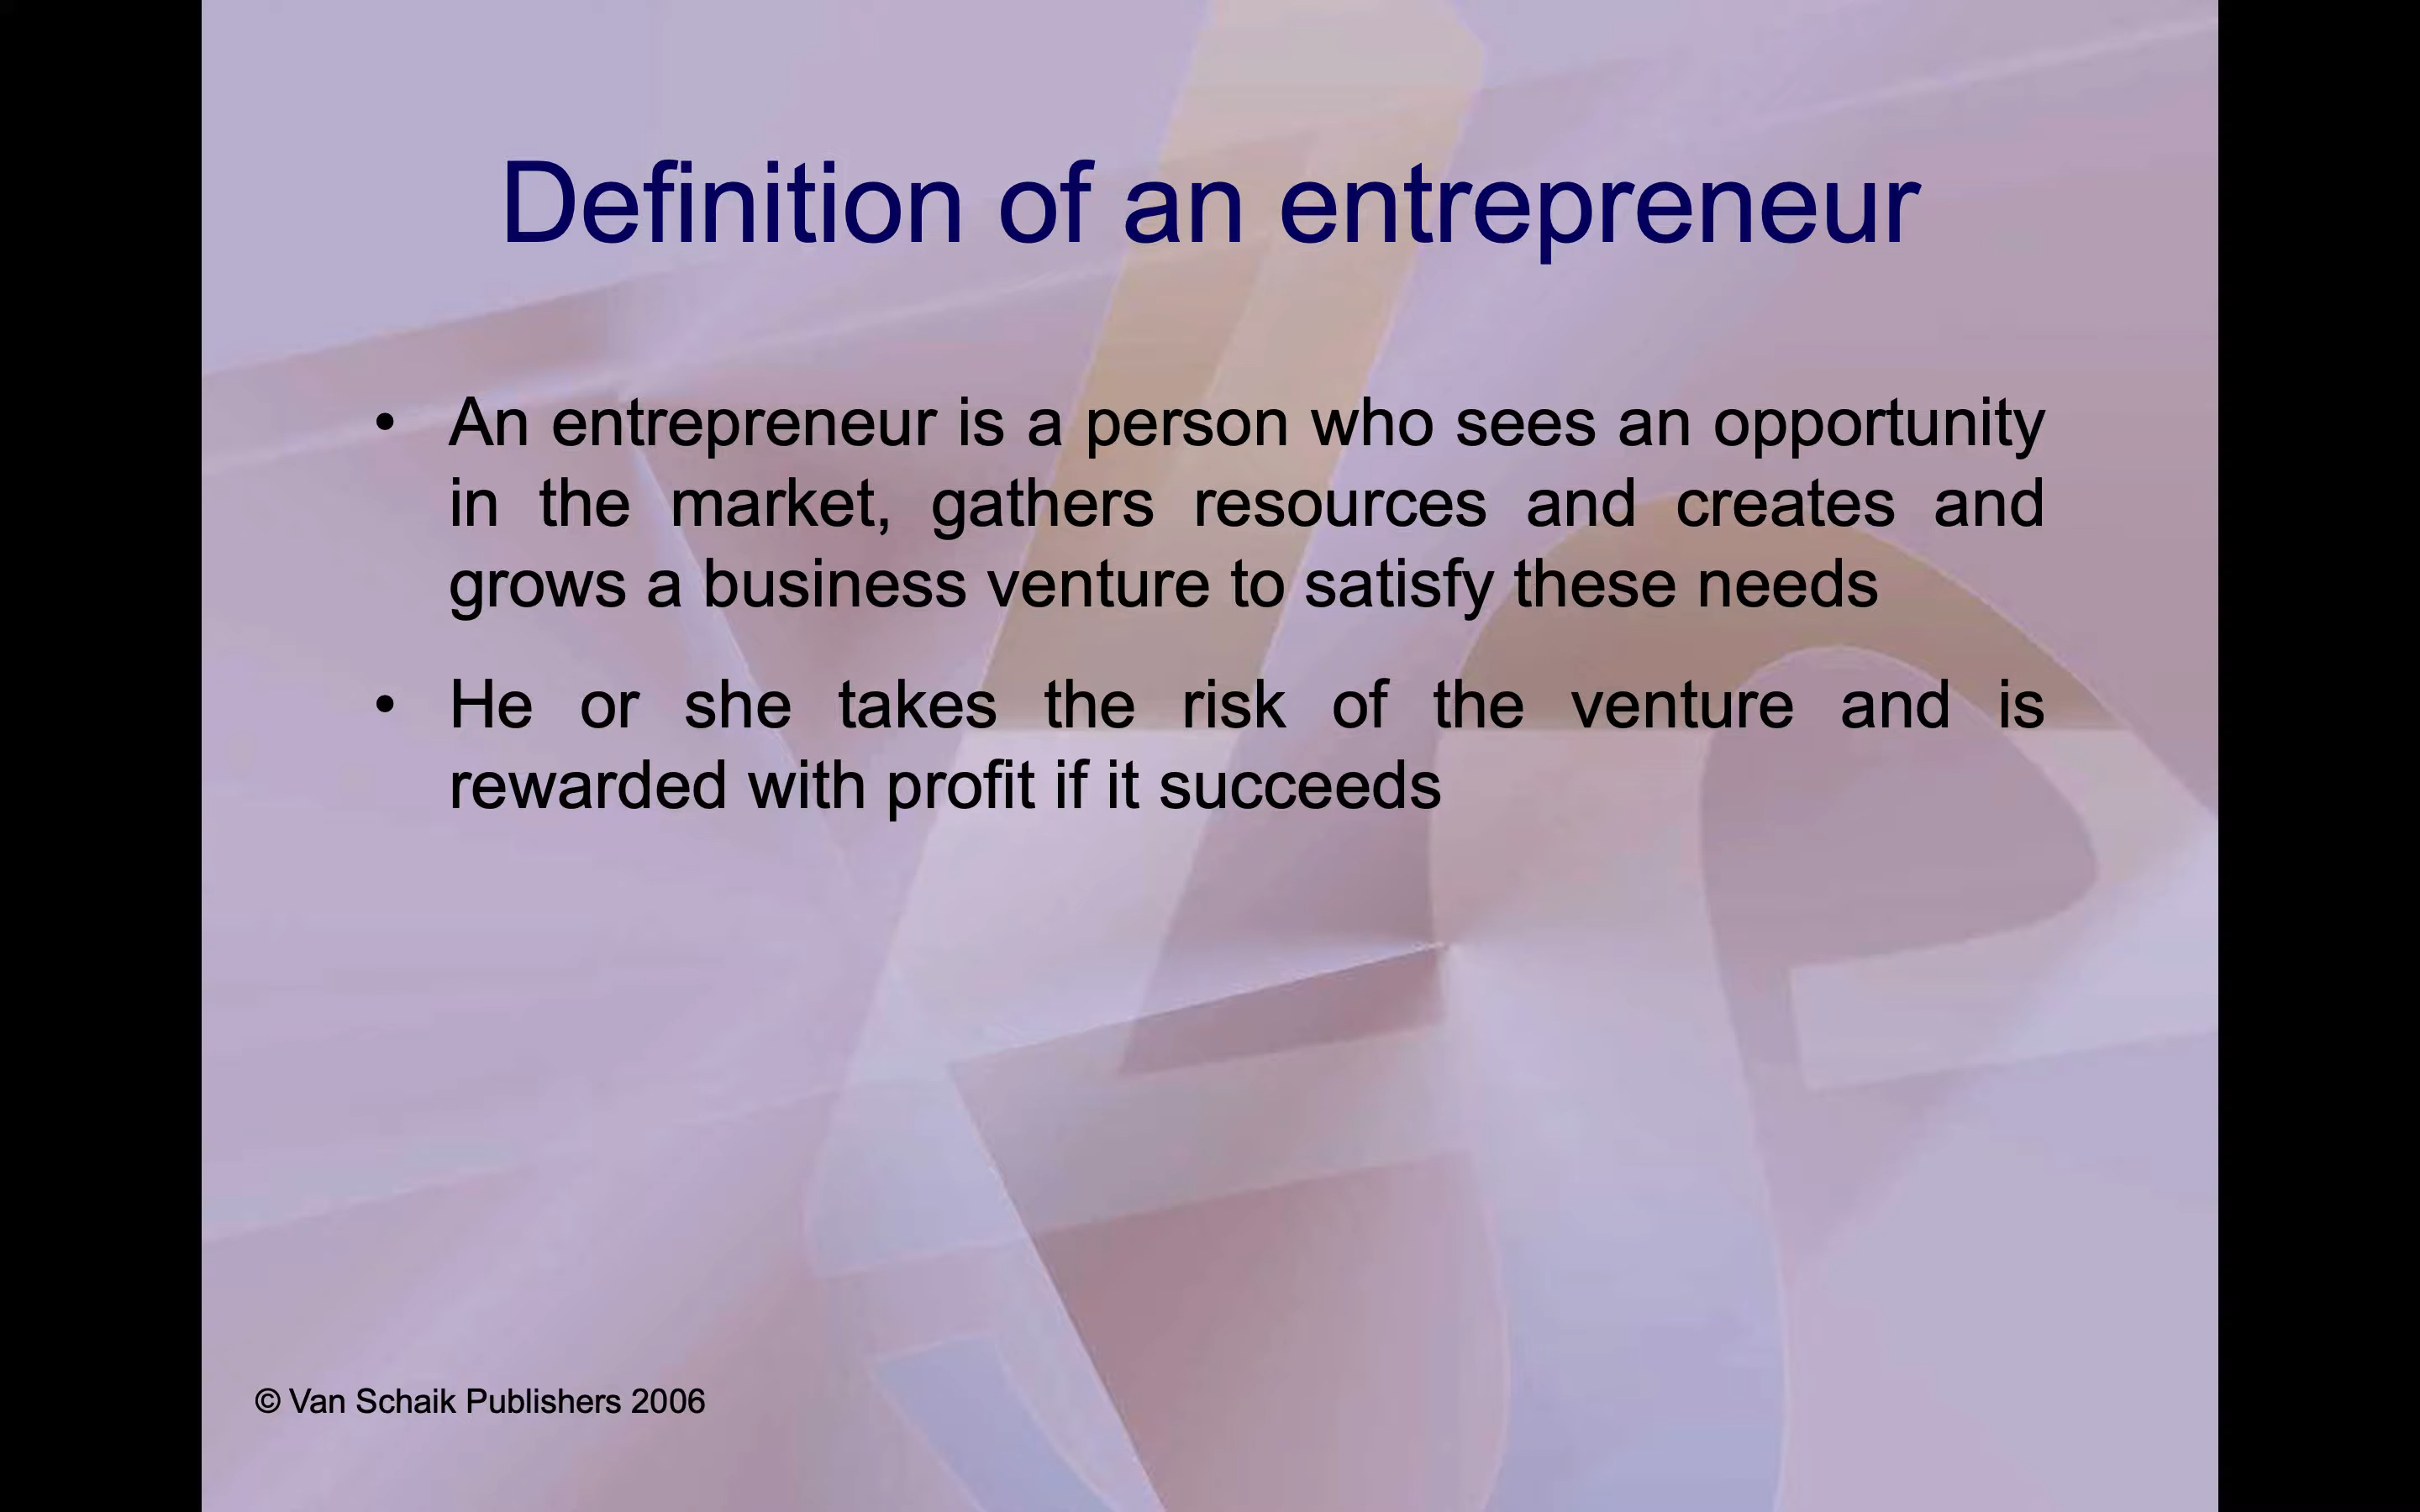 Definition of an entrepreneur
• An entrepreneur is a person who sees an opportunity
in the market, gathers resources and creates and
grows a business venture to satisfy these needs
• He or she takes the risk of the venture and is
rewarded with profit if it succeeds
© Van Schaik Publishers 2006